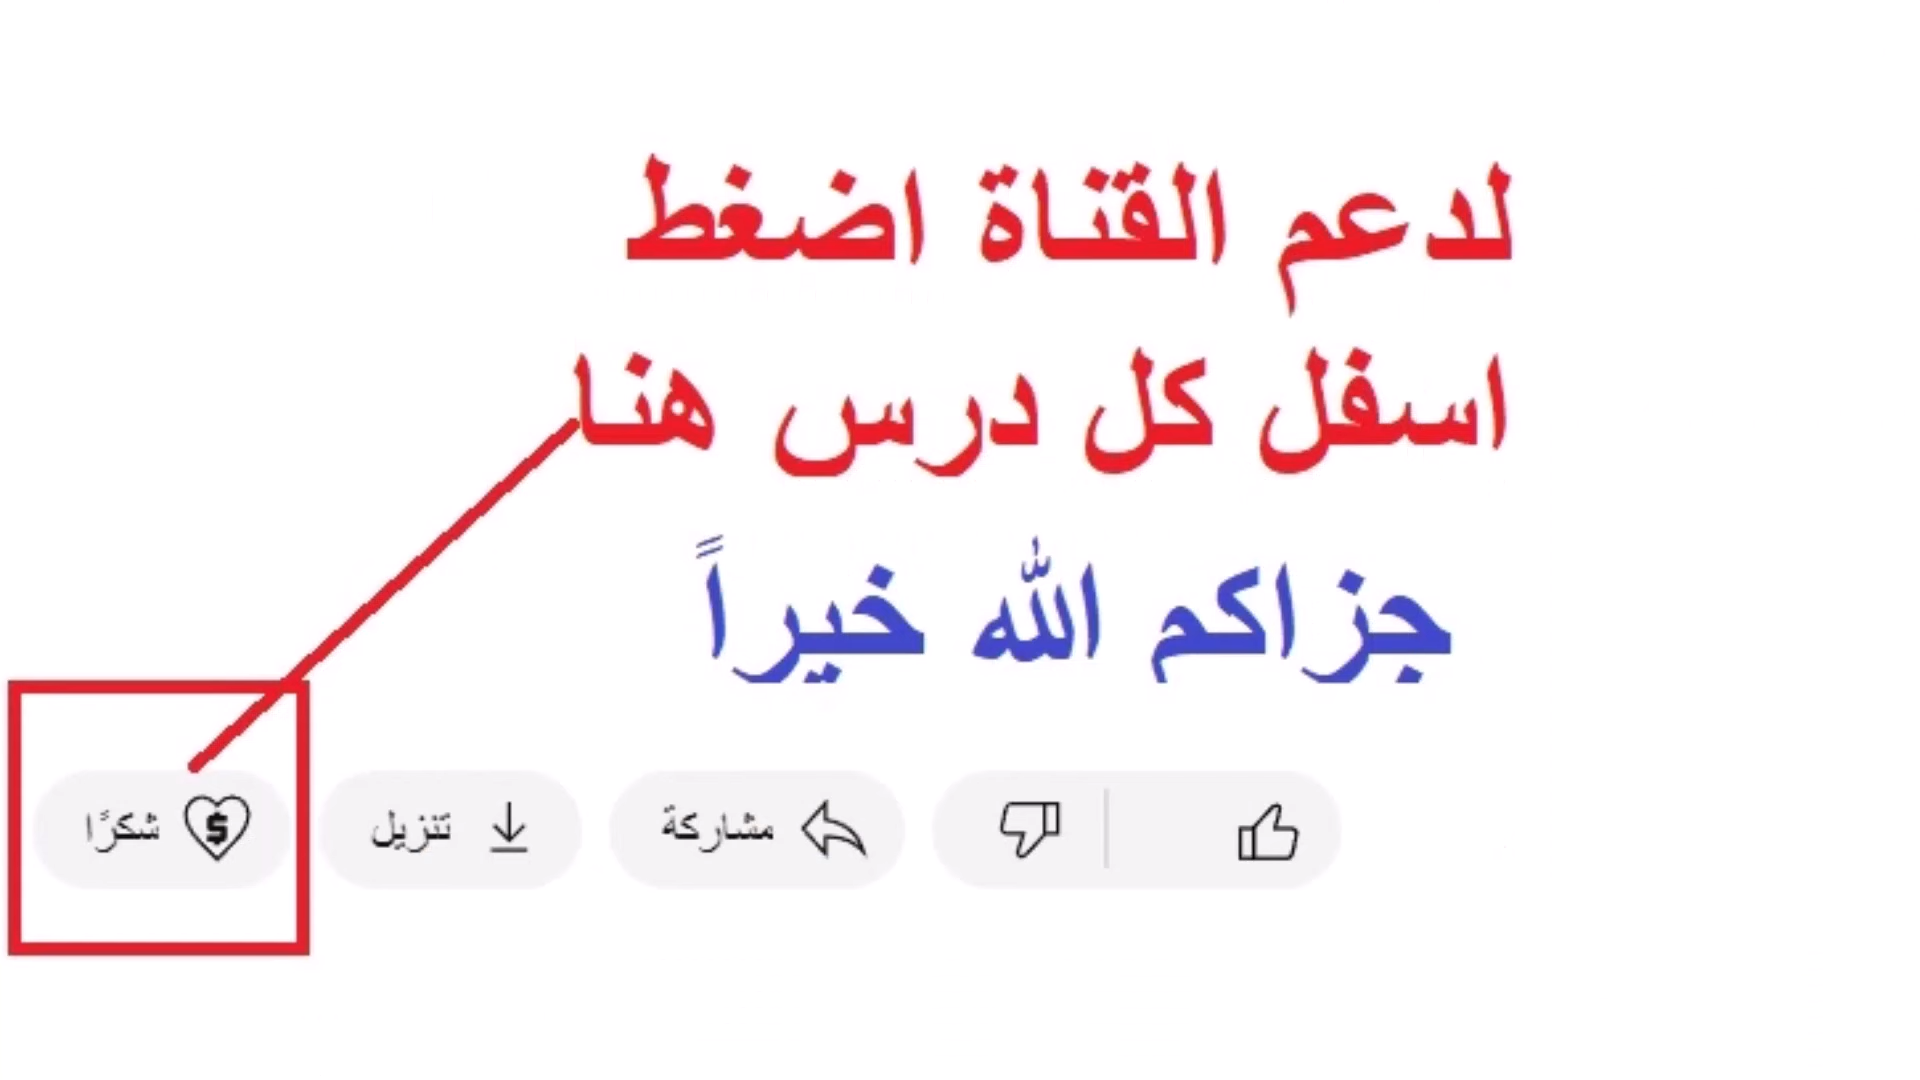 لدعم القناة اضغط
اسفل كل درس هنا
جزاكم الله خيراً
مشاركة
تنزيل
شكرًا